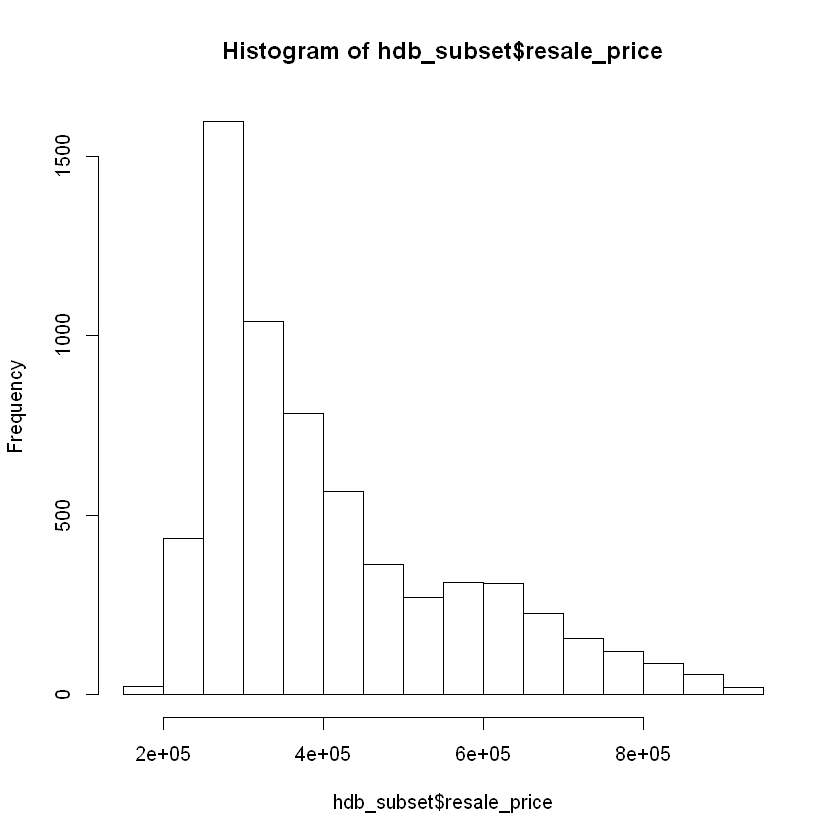 Histogram of hdb_subset$resale_price
1500
1000
500
0
Frequency
2e+05 4e+05 6e+05 8e+05
hdb_subset$resale_price